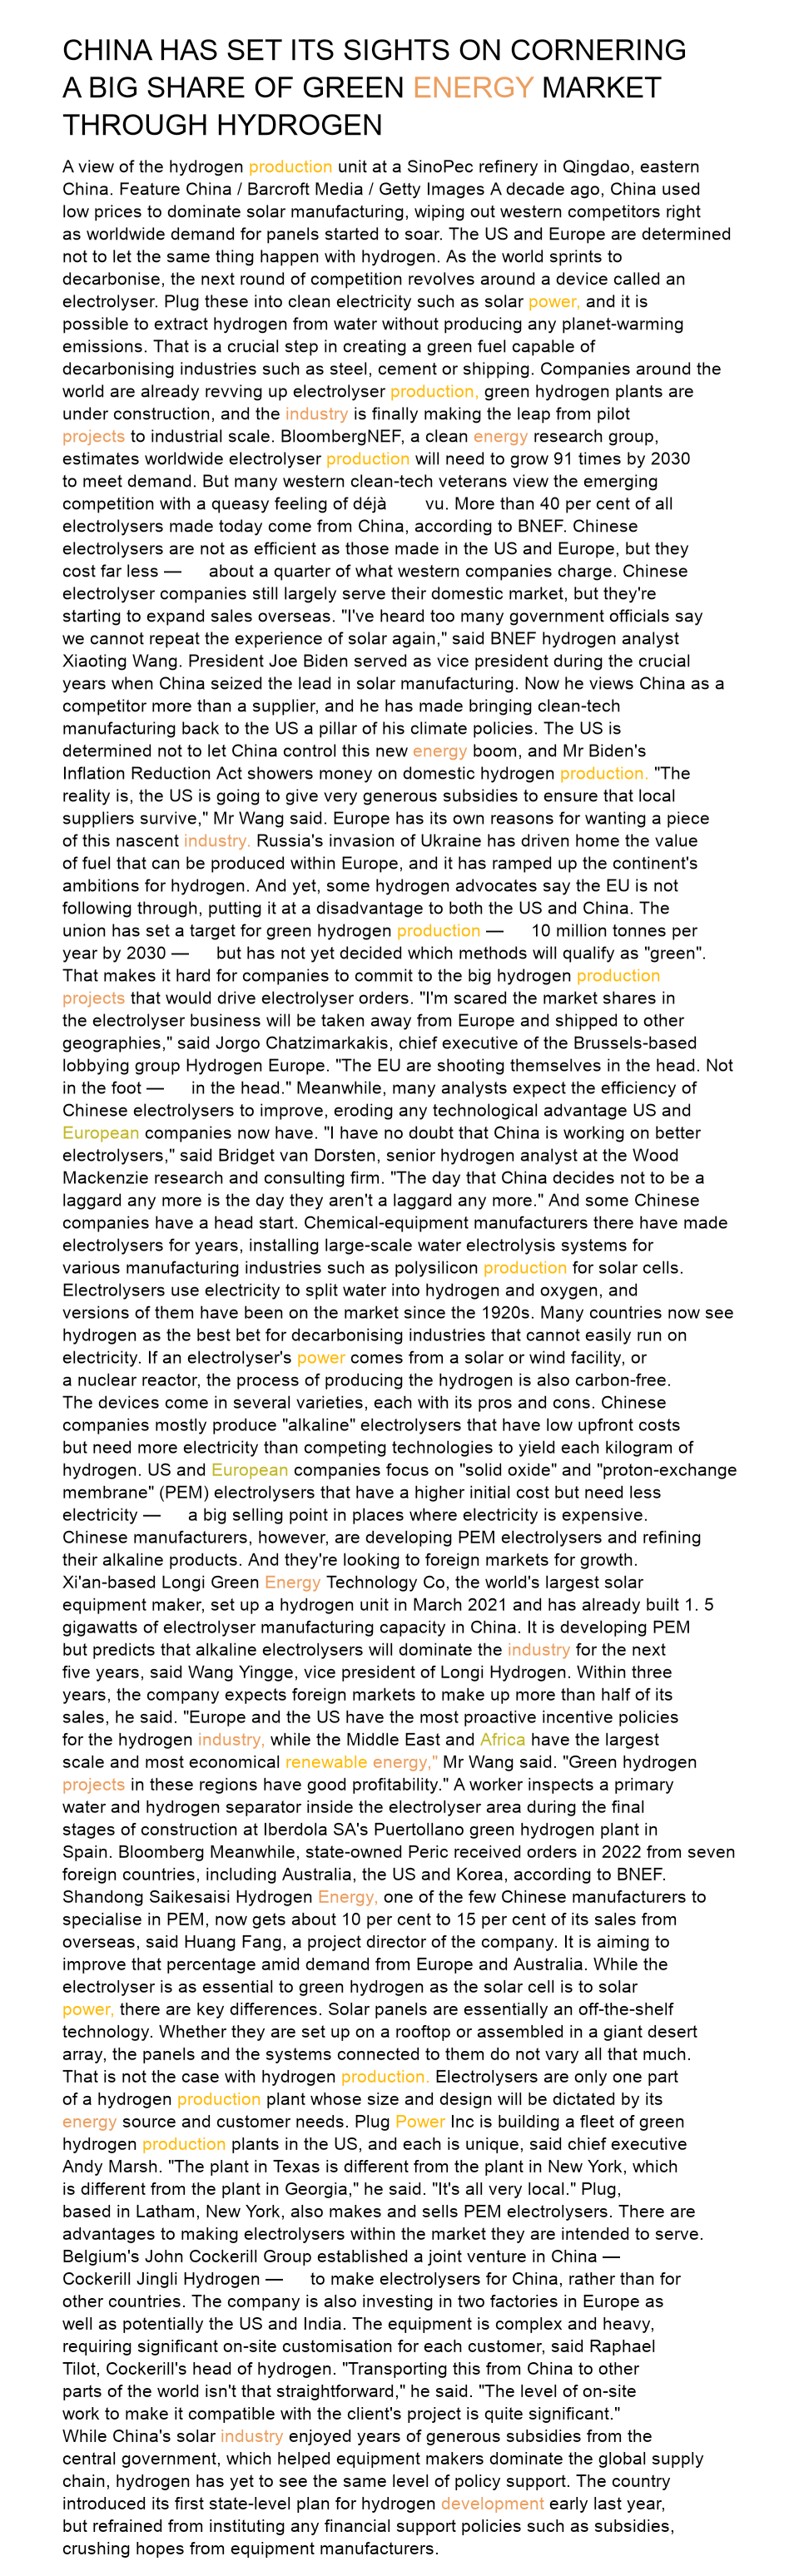 CHINA HAS SET ITS SIGHTS ON CORNERING
A BIG SHARE OF GREEN ENERGY MARKET
THROUGH HYDROGEN
A view of the hydrogen production unit at a SinoPec refinery in Qingdao, eastern
China. Feature China / Barcroft Media / Getty Images A decade ago, China used
low prices to dominate solar manufacturing, wiping out western competitors right
as worldwide demand for panels started to soar. The US and Europe are determined
not to let the same thing happen with hydrogen. As the world sprints to
decarbonise, the next round of competition revolves around a device called an
electrolyser. Plug these into clean electricity such as solar power, and it is
possible to extract hydrogen from water without producing any planet-warming
emissions. That is a crucial step in creating a green fuel capable of
decarbonising industries such as steel, cement or shipping. Companies around the
world are already revving up electrolyser production, green hydrogen plants are
under construction, and the industry is finally making the leap from pilot
projects to industrial scale. BloombergNEF, a clean energy research group,
estimates worldwide electrolyser production will need to grow 91 times by 2030
to meet demand. But many western clean-tech veterans view the emerging
competition with a queasy feeling of déjà vu. More than 40 per cent of all
electrolysers made today come from China, according to BNEF. Chinese
electrolysers are not as efficient as those made in the US and Europe, but they
cost far less — about a quarter of what western companies charge. Chinese
electrolyser companies still largely serve their domestic market, but they're
starting to expand sales overseas. "I've heard too many government officials say
we cannot repeat the experience of solar again," said BNEF hydrogen analyst
Xiaoting Wang. President Joe Biden served as vice president during the crucial
years when China seized the lead in solar manufacturing. Now he views China as a
competitor more than a supplier, and he has made bringing clean-tech
manufacturing back to the US a pillar of his climate policies. The US is
determined not to let China control this new energy boom, and Mr Biden's
Inflation Reduction Act showers money on domestic hydrogen production. "The
reality is, the US is going to give very generous subsidies to ensure that local
suppliers survive," Mr Wang said. Europe has its own reasons for wanting a piece
of this nascent industry. Russia's invasion of Ukraine has driven home the value
of fuel that can be produced within Europe, and it has ramped up the continent's
ambitions for hydrogen. And yet, some hydrogen advocates say the EU is not
following through, putting it at a disadvantage to both the US and China. The
union has set a target for green hydrogen production — 10 million tonnes per
year by 2030 — but has not yet decided which methods will qualify as "green".
That makes it hard for companies to commit to the big hydrogen production
projects that would drive electrolyser orders. "I'm scared the market shares in
the electrolyser business will be taken away from Europe and shipped to other
geographies," said Jorgo Chatzimarkakis, chief executive of the Brussels-based
lobbying group Hydrogen Europe. "The EU are shooting themselves in the head. Not
in the foot — in the head." Meanwhile, many analysts expect the efficiency of
Chinese electrolysers to improve, eroding any technological advantage US and
European companies now have. "I have no doubt that China is working on better
electrolysers," said Bridget van Dorsten, senior hydrogen analyst at the Wood
Mackenzie research and consulting firm. "The day that China decides not to be a
laggard any more is the day they aren't a laggard any more." And some Chinese
companies have a head start. Chemical-equipment manufacturers there have made
electrolysers for years, installing large-scale water electrolysis systems for
various manufacturing industries such as polysilicon production for solar cells.
Electrolysers use electricity to split water into hydrogen and oxygen, and
versions of them have been on the market since the 1920s. Many countries now see
hydrogen as the best bet for decarbonising industries that cannot easily run on
electricity. If an electrolyser's power comes from a solar or wind facility, or
a nuclear reactor, the process of producing the hydrogen is also carbon-free.
The devices come in several varieties, each with its pros and cons. Chinese
companies mostly produce "alkaline" electrolysers that have low upfront costs
but need more electricity than competing technologies to yield each kilogram of
hydrogen. US and European companies focus on "solid oxide" and "proton-exchange
membrane" (PEM) electrolysers that have a higher initial cost but need less
electricity — a big selling point in places where electricity is expensive.
Chinese manufacturers, however, are developing PEM electrolysers and refining
their alkaline products. And they're looking to foreign markets for growth.
Xi'an-based Longi Green Energy Technology Co, the world's largest solar
equipment maker, set up a hydrogen unit in March 2021 and has already built 1. 5
gigawatts of electrolyser manufacturing capacity in China. It is developing PEM
but predicts that alkaline electrolysers will dominate the industry for the next
five years, said Wang Yingge, vice president of Longi Hydrogen. Within three
years, the company expects foreign markets to make up more than half of its
sales, he said. "Europe and the US have the most proactive incentive policies
for the hydrogen industry, while the Middle East and Africa have the largest
scale and most economical renewable energy," Mr Wang said. "Green hydrogen
projects in these regions have good profitability." A worker inspects a primary
water and hydrogen separator inside the electrolyser area during the final
stages of construction at Iberdola SA's Puertollano green hydrogen plant in
Spain. Bloomberg Meanwhile, state-owned Peric received orders in 2022 from seven
foreign countries, including Australia, the US and Korea, according to BNEF.
Shandong Saikesaisi Hydrogen Energy, one of the few Chinese manufacturers to
specialise in PEM, now gets about 10 per cent to 15 per cent of its sales from
overseas, said Huang Fang, a project director of the company. It is aiming to
improve that percentage amid demand from Europe and Australia. While the
electrolyser is as essential to green hydrogen as the solar cell is to solar
power, there are key differences. Solar panels are essentially an off-the-shelf
technology. Whether they are set up on a rooftop or assembled in a giant desert
array, the panels and the systems connected to them do not vary all that much.
That is not the case with hydrogen production. Electrolysers are only one part
of a hydrogen production plant whose size and design will be dictated by its
energy source and customer needs. Plug Power Inc is building a fleet of green
hydrogen production plants in the US, and each is unique, said chief executive
Andy Marsh. "The plant in Texas is different from the plant in New York, which
is different from the plant in Georgia," he said. "It's all very local." Plug,
based in Latham, New York, also makes and sells PEM electrolysers. There are
advantages to making electrolysers within the market they are intended to serve.
Belgium's John Cockerill Group established a joint venture in China —
Cockerill Jingli Hydrogen — to make electrolysers for China, rather than for
other countries. The company is also investing in two factories in Europe as
well as potentially the US and India. The equipment is complex and heavy,
requiring significant on-site customisation for each customer, said Raphael
Tilot, Cockerill's head of hydrogen. "Transporting this from China to other
parts of the world isn't that straightforward," he said. "The level of on-site
work to make it compatible with the client's project is quite significant."
While China's solar industry enjoyed years of generous subsidies from the
central government, which helped equipment makers dominate the global supply
chain, hydrogen has yet to see the same level of policy support. The country
introduced its first state-level plan for hydrogen development early last year,
but refrained from instituting any financial support policies such as subsidies,
crushing hopes from equipment manufacturers.